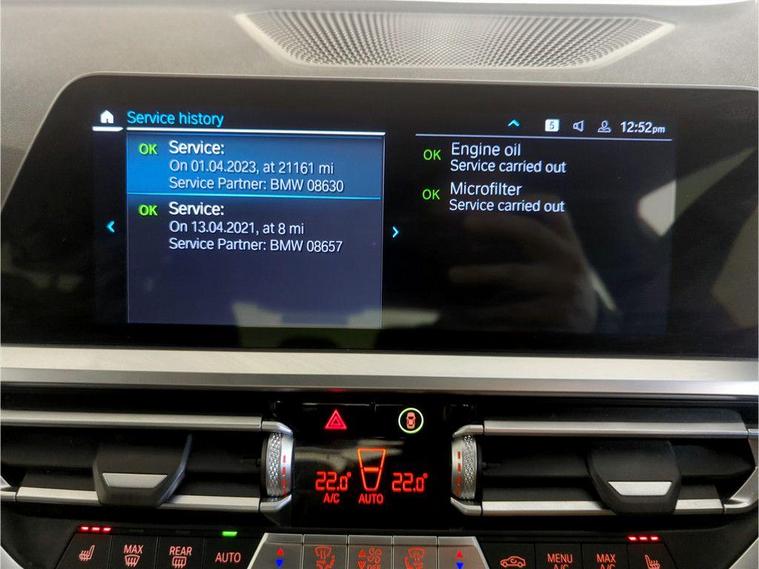 Service history
5
12:52pm
OK Service:
On 01.04.2023, at 21161 mi
Service Partner: BMW 08630
OK Service:
On 13.04.2021, at 8 mi
Service Partner: BMW 08657
OK Engine oil
Service carried out
OK Microfilter
Service carried out
22.0° 22.0°
A/C AUTO
MAX
REAR
AUTO
MENU
A/C
MAX
A/C